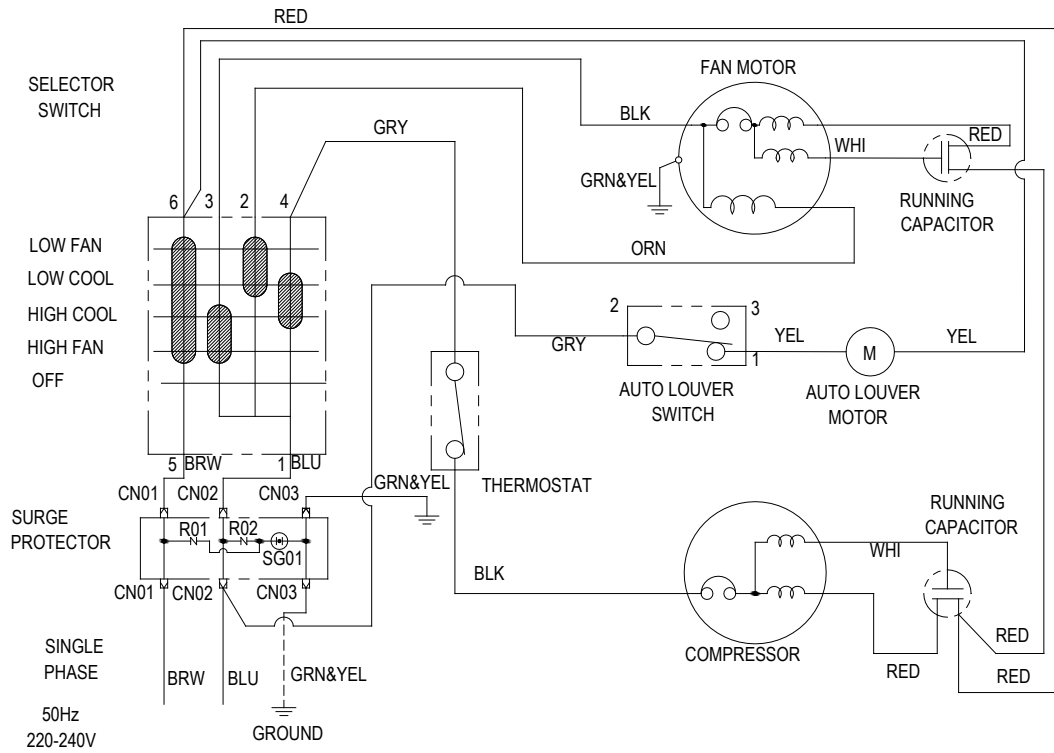 RED
SELECTOR
SWITCH
FAN MOTOR
BLK
GRY
RED
WHI
GRN&YEL
RUNNING
CAPACITOR
6 3 2 4
ORN
LOW FAN
LOW COOL
HIGH COOL
HIGH FAN
OFF
2 3
GRY
YEL
YEL
1
M
AUTO LOUVER
SWITCH
AUTO LOUVER
MOTOR
5 BRW 1 BLU
GRN&YEL
THERMOSTAT
CN01 CN02 CN03
SURGE
PROTECTOR
R01 R02
SG01
RUNNING
CAPACITOR
WHI
BLK
CN01 CN02 CN03
COMPRESSOR
RED
RED
RED
SINGLE
PHASE
BRW BLU GRN&YEL
50Hz
220-240V
GROUND